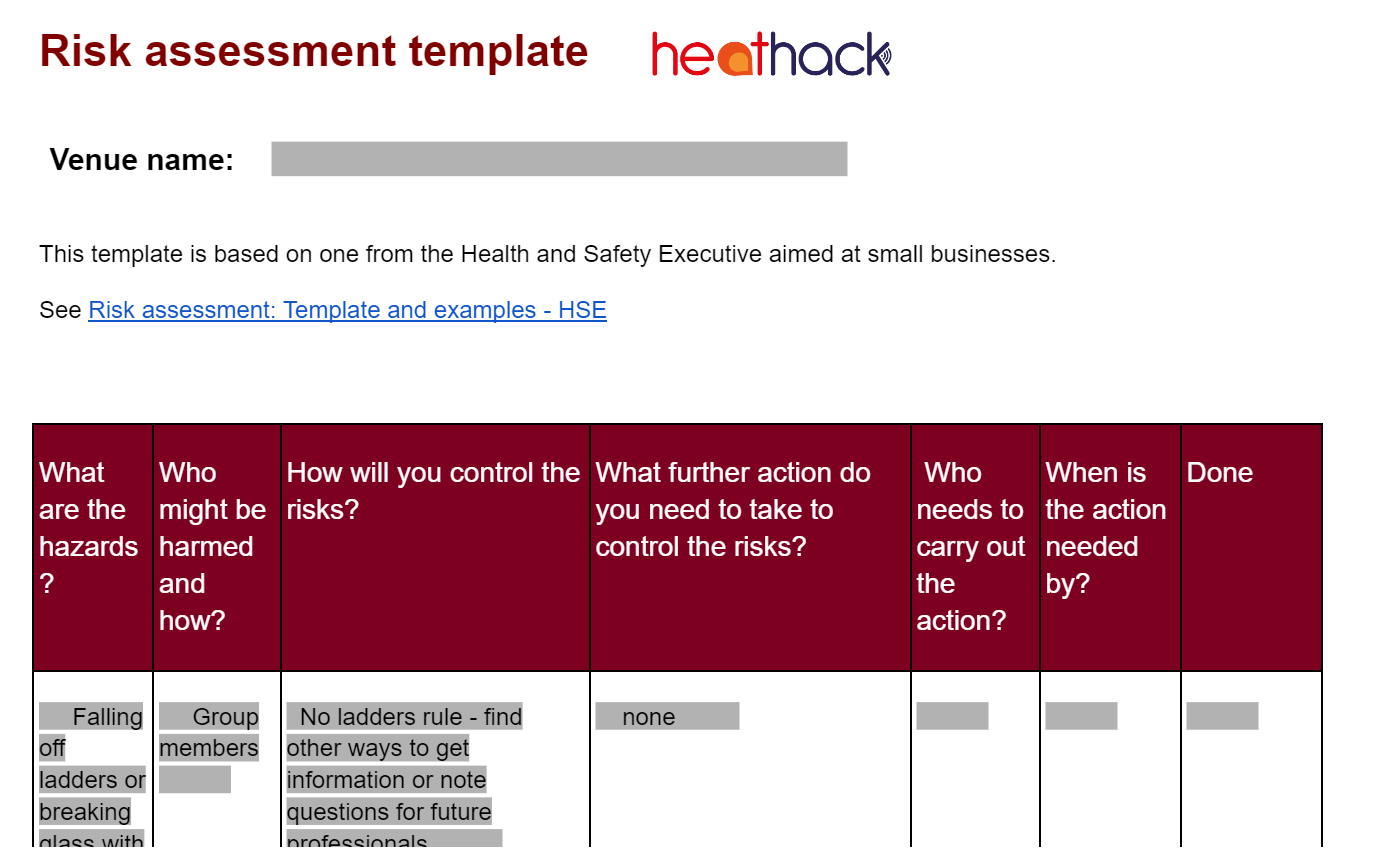 Risk assessment template
heathack
Venue name:
This template is based on one from the Health and Safety Executive aimed at small businesses.
See Risk assessment: Template and examples - HSE
What
are the
hazards
?
Who
might be
harmed
and
how?
How will you control the
risks?
What further action do
you need to take to
control the risks?
Who
needs to
carry out
the
action?
When is
the action
needed
by?
Done
Falling
off
ladders or
breaking
glass with
Group
members
No ladders rule - find
other ways to get
information or note
questions for future
professionals
none